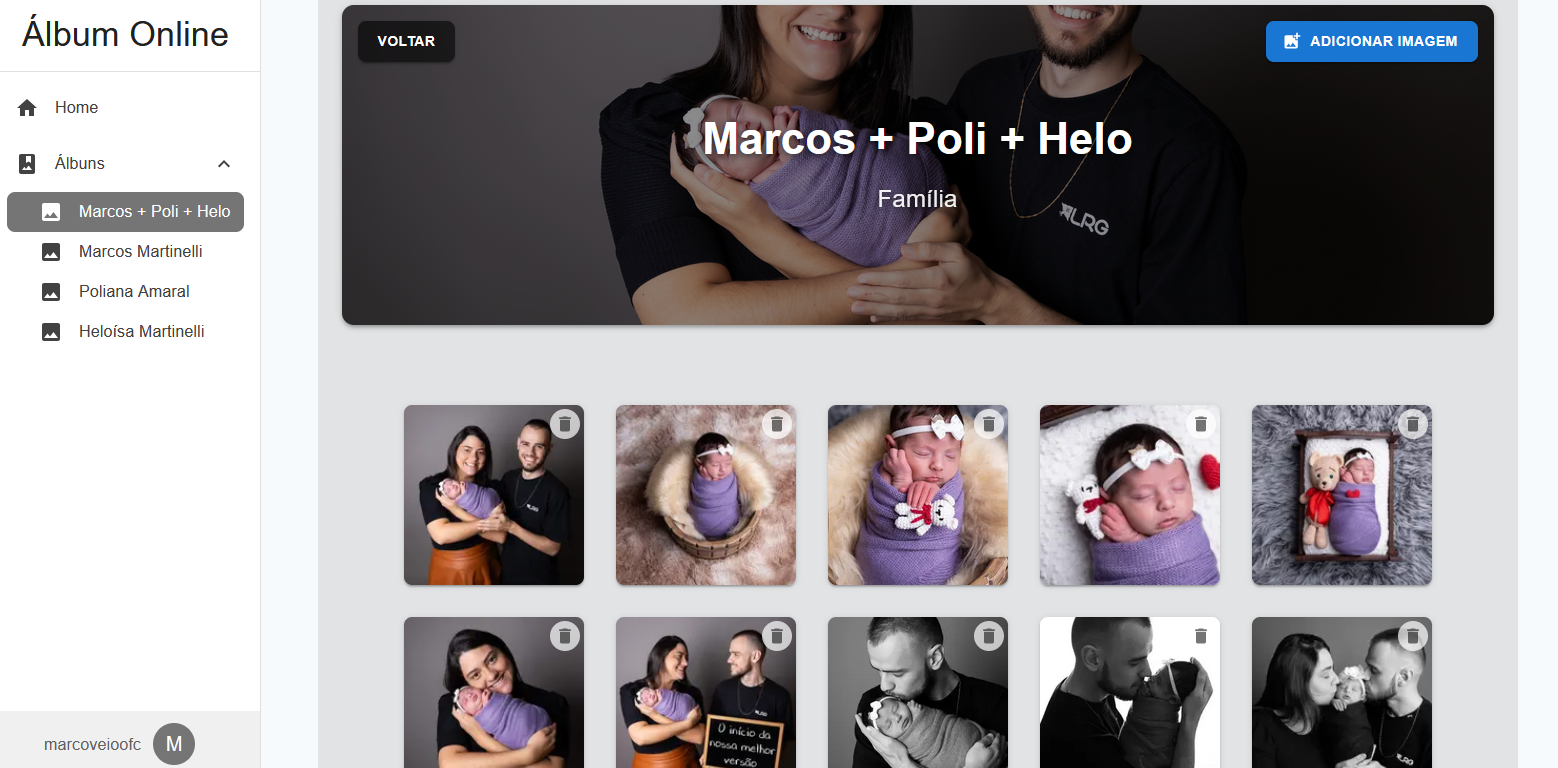 Álbum Online
Home
Álbuns
Marcos + Poli + Helo
Marcos Martinelli
Poliana Amaral
Heloísa Martinelli
marcoveioofc
M
VOLTAR
ADICIONAR IMAGEM
Marcos + Poli + Helo
Família
LRG
O início da
nossa melhor
versão
LRG